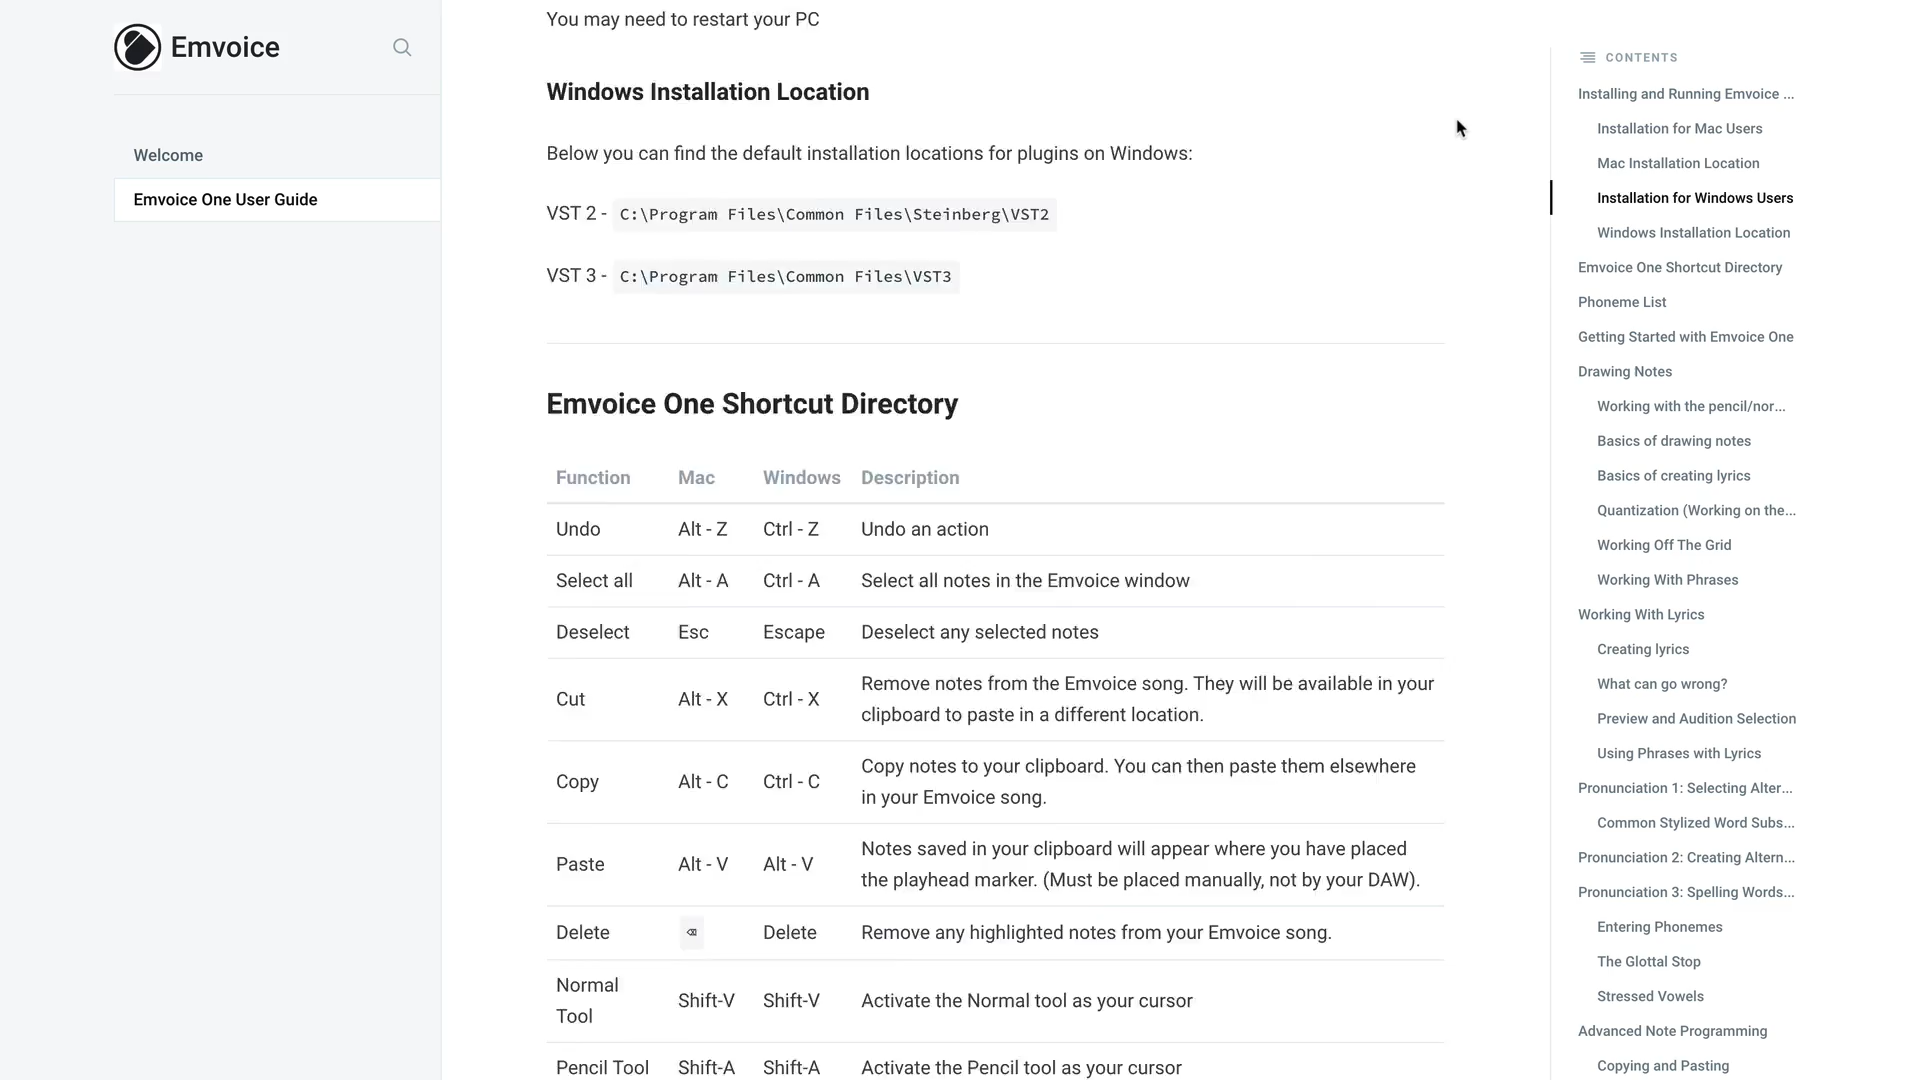 Emvoice
Welcome
Emvoice One User Guide
You may need to restart your PC
Windows Installation Location
Below you can find the default installation locations for plugins on Windows:
VST 2 - C:\Program Files\Common Files\Steinberg\VST2
VST 3 - C:\Program Files\Common Files\VST3
Emvoice One Shortcut Directory
Function Mac Windows Description
Undo Alt - Z Ctrl - Z Undo an action
Select all Alt - A Ctrl - A Select all notes in the Emvoice window
Deselect Esc Escape Deselect any selected notes
Cut Alt - X Ctrl - X Remove notes from the Emvoice song. They will be available in your
clipboard to paste in a different location.
Copy Alt - C Ctrl - C Copy notes to your clipboard. You can then paste them elsewhere
in your Emvoice song.
Paste Alt - V Alt - V Notes saved in your clipboard will appear where you have placed
the playhead marker. (Must be placed manually, not by your DAW).
Delete ⌫ Delete Remove any highlighted notes from your Emvoice song.
Normal
Tool Shift-V Shift-V Activate the Normal tool as your cursor
Pencil Tool Shift-A Shift-A Activate the Pencil tool as your cursor
CONTENTS
Installing and Running Emvoice ...
Installation for Mac Users
Mac Installation Location
Installation for Windows Users
Windows Installation Location
Emvoice One Shortcut Directory
Phoneme List
Getting Started with Emvoice One
Drawing Notes
Working with the pencil/nor...
Basics of drawing notes
Basics of creating lyrics
Quantization (Working on the...
Working Off The Grid
Working With Phrases
Working With Lyrics
Creating lyrics
What can go wrong?
Preview and Audition Selection
Using Phrases with Lyrics
Pronunciation 1: Selecting Alter...
Common Stylized Word Subs...
Pronunciation 2: Creating Altern...
Pronunciation 3: Spelling Words...
Entering Phonemes
The Glottal Stop
Stressed Vowels
Advanced Note Programming
Copying and Pasting